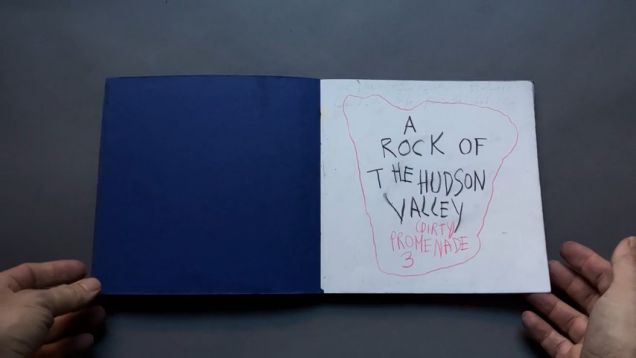 A
ROCK OF
THE HUDSON
VALLEY
(DIRTY
PROMENADE
3